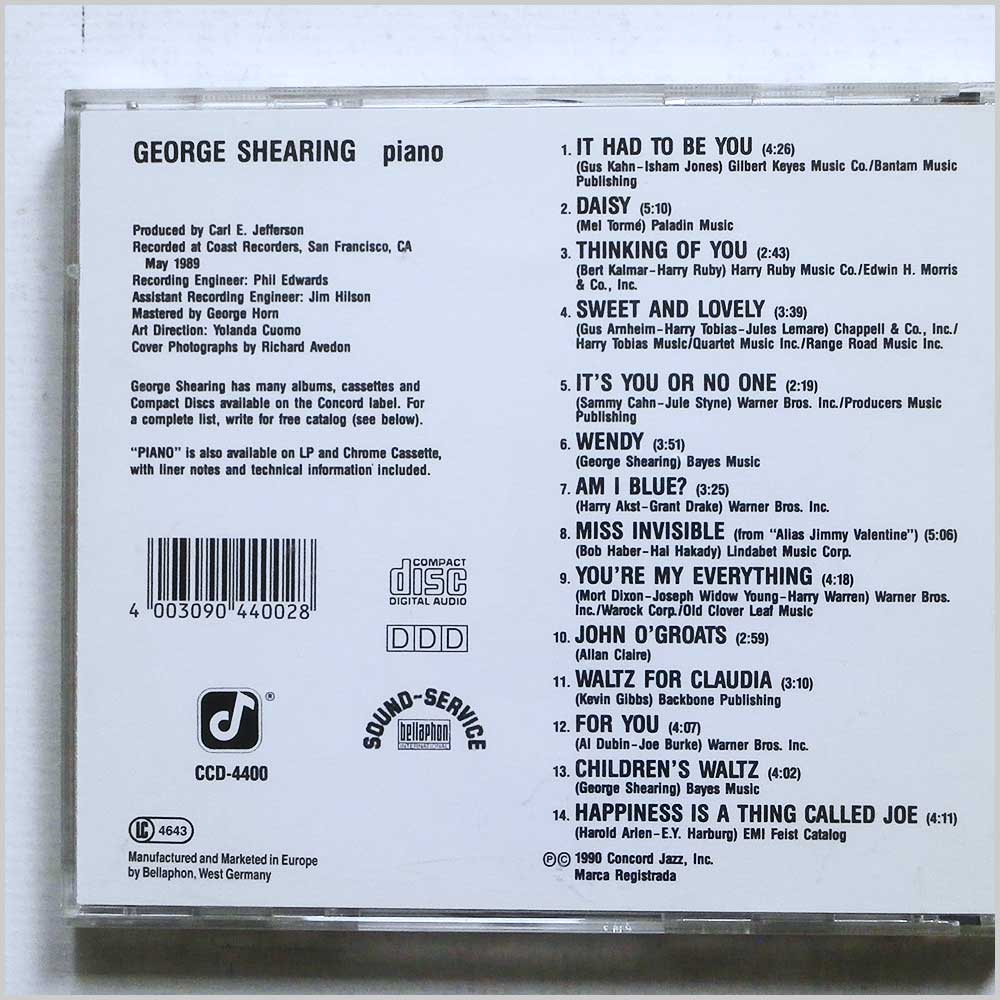 GEORGE SHEARING piano
Produced by Carl E. Jefferson
Recorded at Coast Recorders, San Francisco, CA
May 1989
Recording Engineer: Phil Edwards
Assistant Recording Engineer: Jim Hilson
Mastered by George Horn
Art Direction: Yolanda Cuomo
Cover Photographs by Richard Avedon
George Shearing has many albums, cassettes and
Compact Discs available on the Concord label. For
a complete list, write for free catalog (see below).
"PIANO" is also available on LP and Chrome Cassette,
with liner notes and technical information included.
4 003090 440028
COMPACT
disc
DIGITAL AUDIO
DDD
®
CCD-4400
SOUND-SERVICE
bellaphon
INTERNATIONAL
LC 4643
Manufactured and Marketed in Europe
by Bellaphon, West Germany
1. IT HAD TO BE YOU (4:26)
(Gus Kahn-Isham Jones) Gilbert Keyes Music Co./Bantam Music
Publishing
2. DAISY (5:10)
(Mel Tormé) Paladin Music
3. THINKING OF YOU (2:43)
(Bert Kalmar-Harry Ruby) Harry Ruby Music Co./Edwin H. Morris
& Co., Inc.
4. SWEET AND LOVELY (3:39)
(Gus Arnheim-Harry Tobias-Jules Lemare) Chappell & Co., Inc./
Harry Tobias Music/Quartet Music Inc./Range Road Music Inc.
5. IT'S YOU OR NO ONE (2:19)
(Sammy Cahn-Jule Styne) Warner Bros. Inc./Producers Music
Publishing
6. WENDY (3:51)
(George Shearing) Bayes Music
7. AM I BLUE? (3:25)
(Harry Akst-Grant Drake) Warner Bros. Inc.
8. MISS INVISIBLE (from "Alias Jimmy Valentine") (5:06)
(Bob Haber-Hal Hakady) Lindabet Music Corp.
9. YOU'RE MY EVERYTHING (4:18)
(Mort Dixon-Joseph Widow Young-Harry Warren) Warner Bros.
Inc./Warock Corp./Old Clover Leaf Music
10. JOHN O'GROATS (2:59)
(Allan Claire)
11. WALTZ FOR CLAUDIA (3:10)
(Kevin Gibbs) Backbone Publishing
12. FOR YOU (4:07)
(Al Dubin-Joe Burke) Warner Bros. Inc.
13. CHILDREN'S WALTZ (4:02)
(George Shearing) Bayes Music
14. HAPPINESS IS A THING CALLED JOE (4:11)
(Harold Arlen-E.Y. Harburg) EMI Feist Catalog
℗© 1990 Concord Jazz, Inc.
Marca Registrada